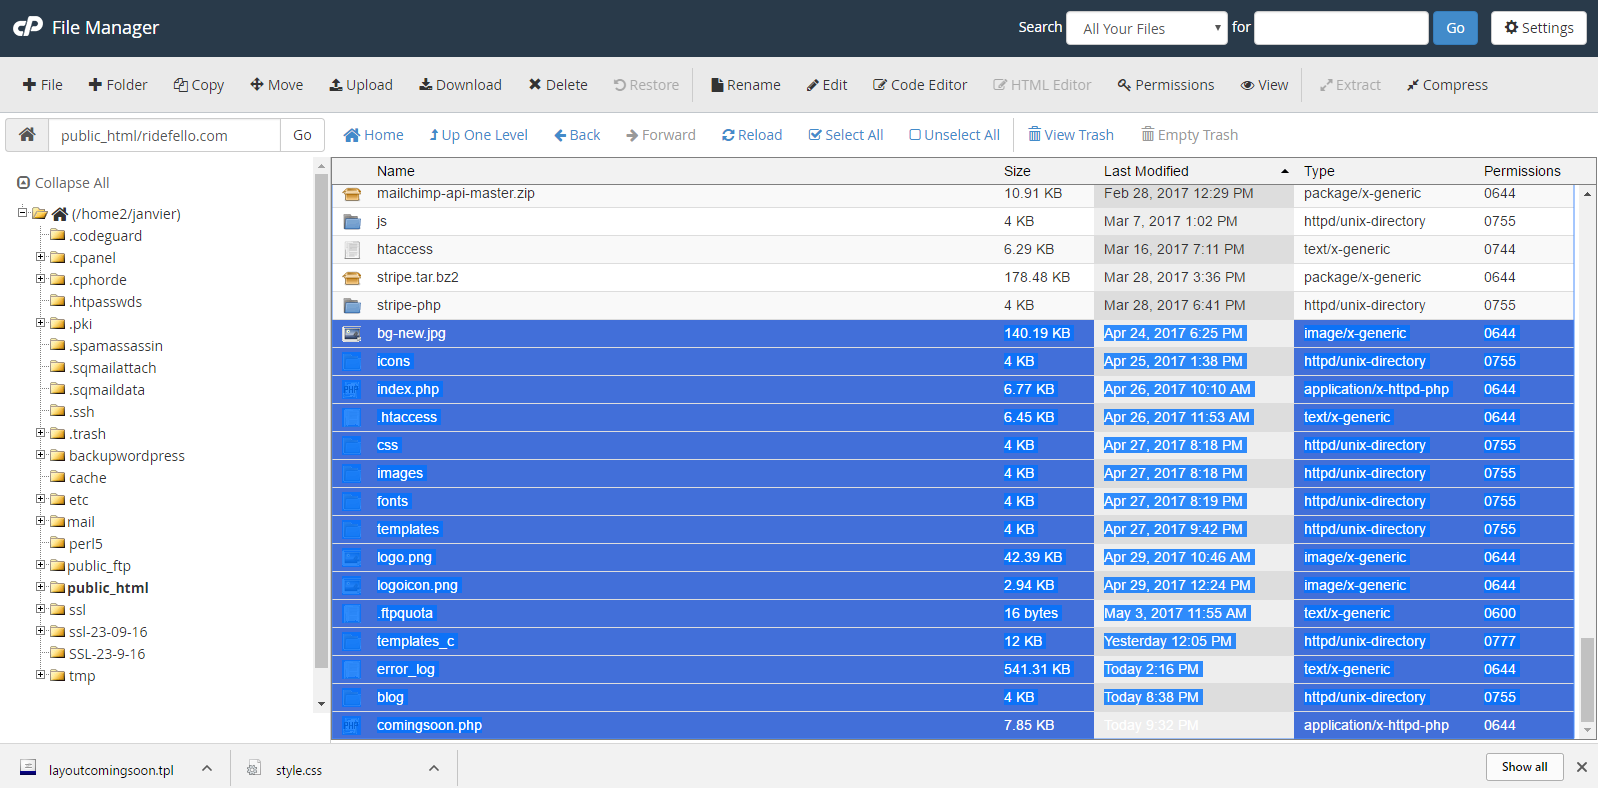 cP File Manager Search All Your Files for Go Settings
File Folder Copy Move Upload Download Delete Restore Rename Edit Code Editor HTML Editor Permissions View Extract Compress
public_html/ridefello.com Go Home Up One Level Back Forward Reload Select All Unselect All View Trash Empty Trash
Collapse All
(/home2/janvier)
.codeguard
.cpanel
.cphorde
.htpasswds
.pki
.spamassassin
.sqmailattach
.sqmaildata
.ssh
.trash
backupwordpress
cache
etc
mail
perl5
public_ftp
public_html
ssl
ssl-23-09-16
SSL-23-9-16
tmp
Name Size Last Modified Type Permissions
mailchimp-api-master.zip 10.91 KB Feb 28, 2017 12:29 PM package/x-generic 0644
js 4 KB Mar 7, 2017 1:02 PM httpd/unix-directory 0755
htaccess 6.29 KB Mar 16, 2017 7:11 PM text/x-generic 0744
stripe.tar.bz2 178.48 KB Mar 28, 2017 3:36 PM package/x-generic 0644
stripe-php 4 KB Mar 28, 2017 6:41 PM httpd/unix-directory 0755
bg-new.jpg 140.19 KB Apr 24, 2017 6:25 PM image/x-generic 0644
icons 4 KB Apr 25, 2017 1:38 PM httpd/unix-directory 0755
PHP index.php 6.77 KB Apr 26, 2017 10:10 AM application/x-httpd-php 0644
.htaccess 6.45 KB Apr 26, 2017 11:53 AM text/x-generic 0644
css 4 KB Apr 27, 2017 8:18 PM httpd/unix-directory 0755
images 4 KB Apr 27, 2017 8:18 PM httpd/unix-directory 0755
fonts 4 KB Apr 27, 2017 8:19 PM httpd/unix-directory 0755
templates 4 KB Apr 27, 2017 9:42 PM httpd/unix-directory 0755
logo.png 42.39 KB Apr 29, 2017 10:46 AM image/x-generic 0644
logoicon.png 2.94 KB Apr 29, 2017 12:24 PM image/x-generic 0644
.ftpquota 16 bytes May 3, 2017 11:55 AM text/x-generic 0600
templates_c 12 KB Yesterday 12:05 PM httpd/unix-directory 0777
error_log 541.31 KB Today 2:16 PM text/x-generic 0644
blog 4 KB Today 8:38 PM httpd/unix-directory 0755
PHP comingsoon.php 7.85 KB Today 9:32 PM application/x-httpd-php 0644
layoutcomingsoon.tpl style.css Show all